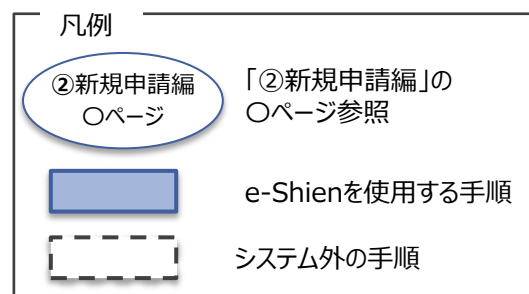 凡例
②新規申請編
〇ページ
「②新規申請編」の
〇ページ参照
e-Shienを使用する手順
システム外の手順